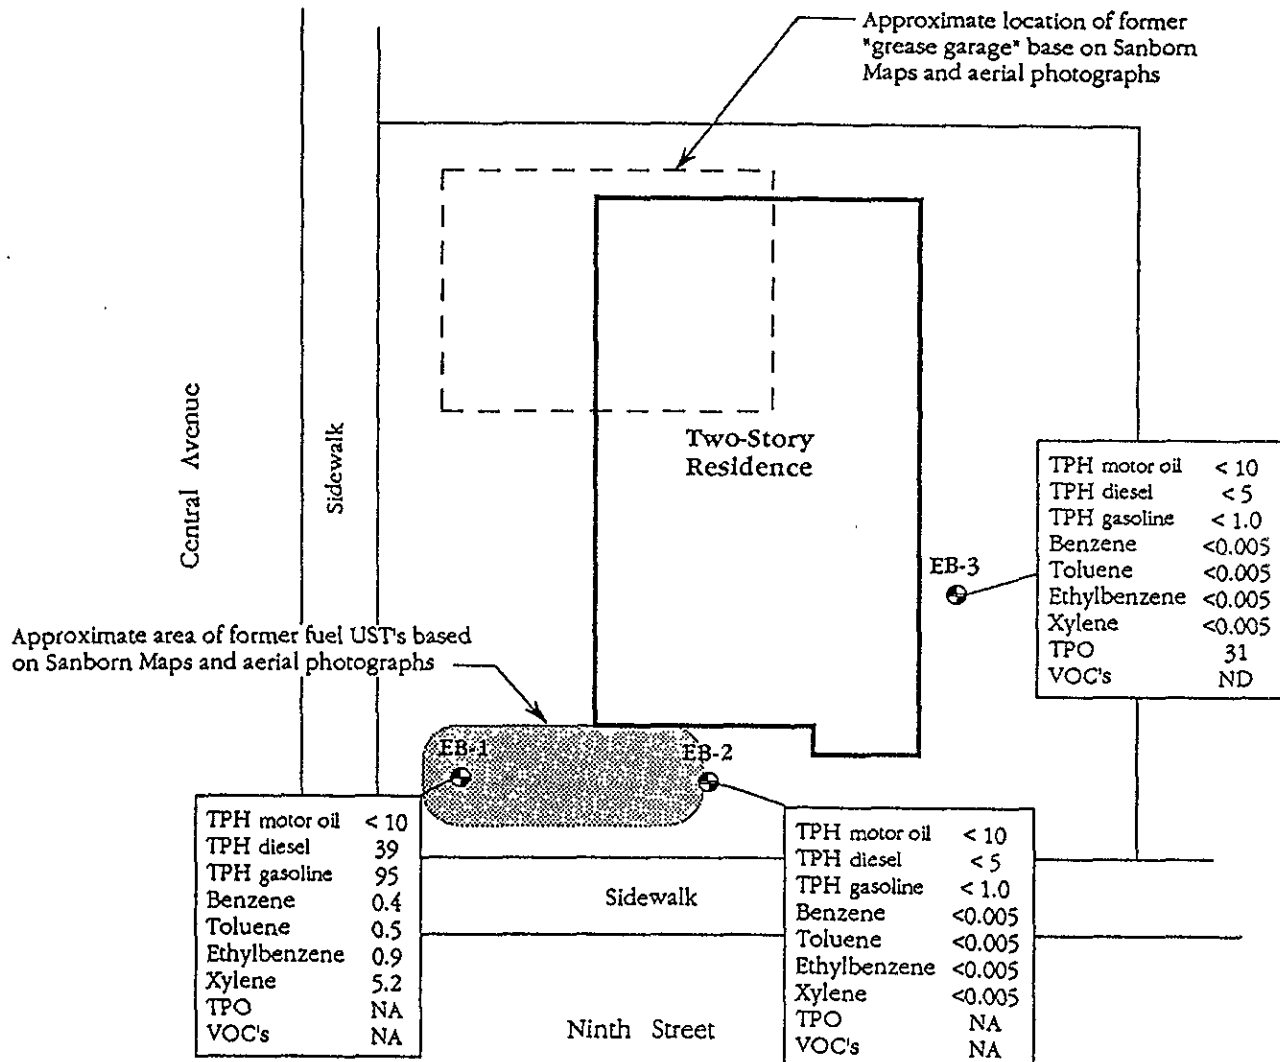 Approximate location of former
"grease garage" base on Sanborn
Maps and aerial photographs
Central Avenue
Sidewalk
Two-Story
Residence
EB-3
TPH motor oil < 10
TPH diesel < 5
TPH gasoline < 1.0
Benzene <0.005
Toluene <0.005
Ethylbenzene <0.005
Xylene <0.005
TPO 31
VOC's ND
Approximate area of former fuel UST's based
on Sanborn Maps and aerial photographs
EB-1
EB-2
TPH motor oil < 10
TPH diesel 39
TPH gasoline 95
Benzene 0.4
Toluene 0.5
Ethylbenzene 0.9
Xylene 5.2
TPO NA
VOC's NA
TPH motor oil < 10
TPH diesel < 5
TPH gasoline < 1.0
Benzene <0.005
Toluene <0.005
Ethylbenzene <0.005
Xylene <0.005
TPO NA
VOC's NA
Sidewalk
Ninth Street